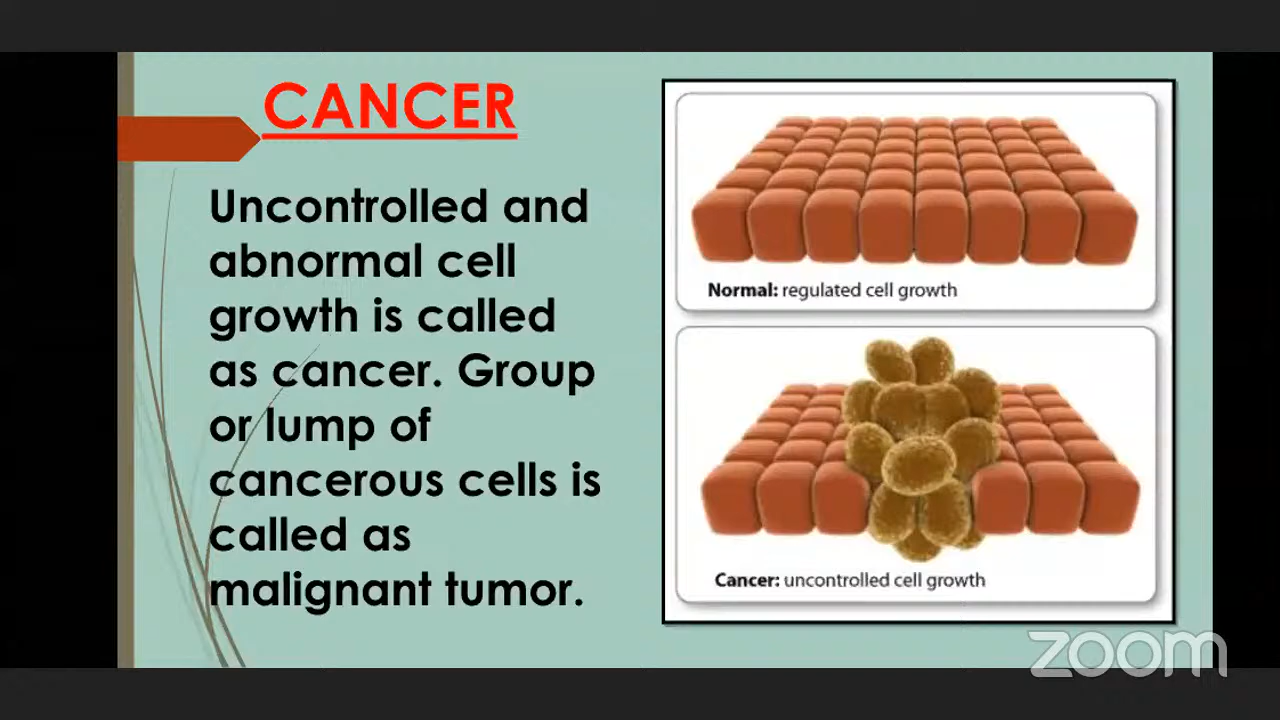 CANCER
Uncontrolled and
abnormal cell
growth is called
as cancer. Group
or lump of
cancerous cells is
called as
malignant tumor.
Normal: regulated cell growth
Cancer: uncontrolled cell growth
zoom